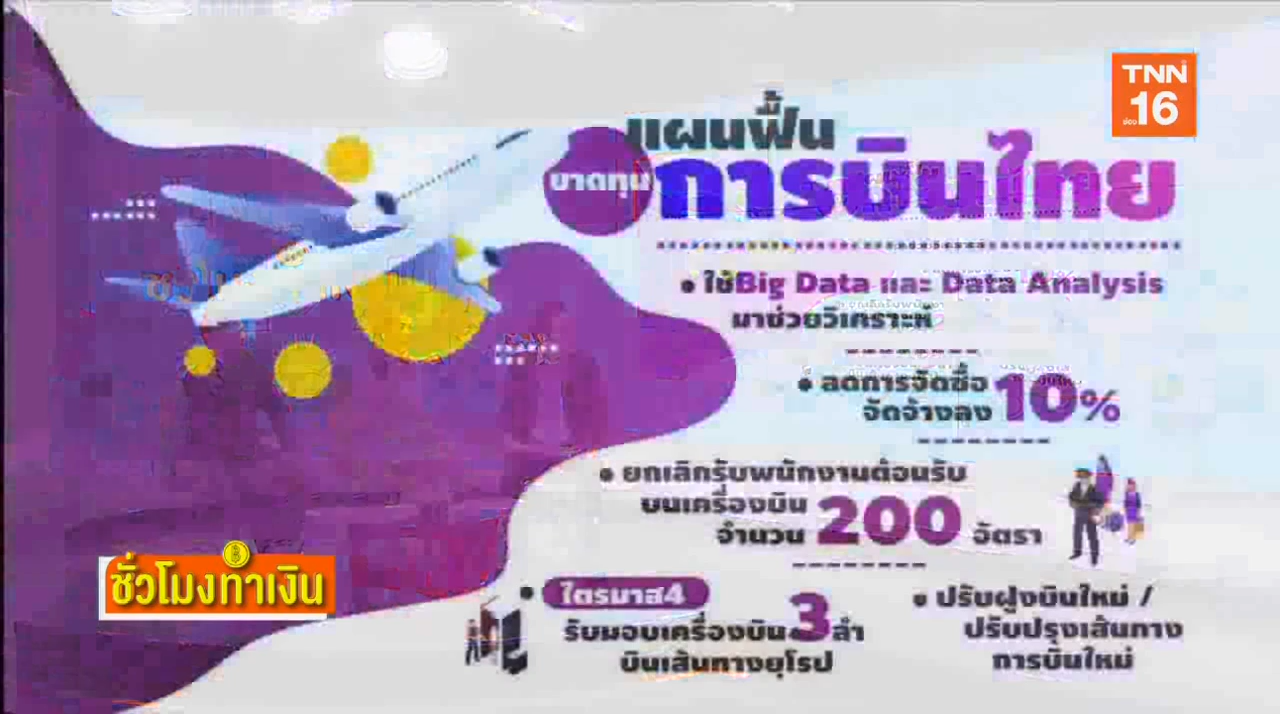 TNN
ช่อง 16
แผนฟื้น
ขาดทุน
การบินไทย
• ใช้Big Data และ Data Analysis
มาช่วยวิเคราะห์
• ลดการจัดซื้อ
จัดจ้างลง 10%
• ยกเลิกรับพนักงานต้อนรับ
บนเครื่องบิน
จำนวน 200 อัตรา
• ไตรมาส4
รับมอบเครื่องบิน 3 ลำ
บินเส้นทางยุโรป
• ปรับฝูงบินใหม่ /
ปรับปรุงเส้นทาง
การบินใหม่
ชั่วโมงทำเงิน